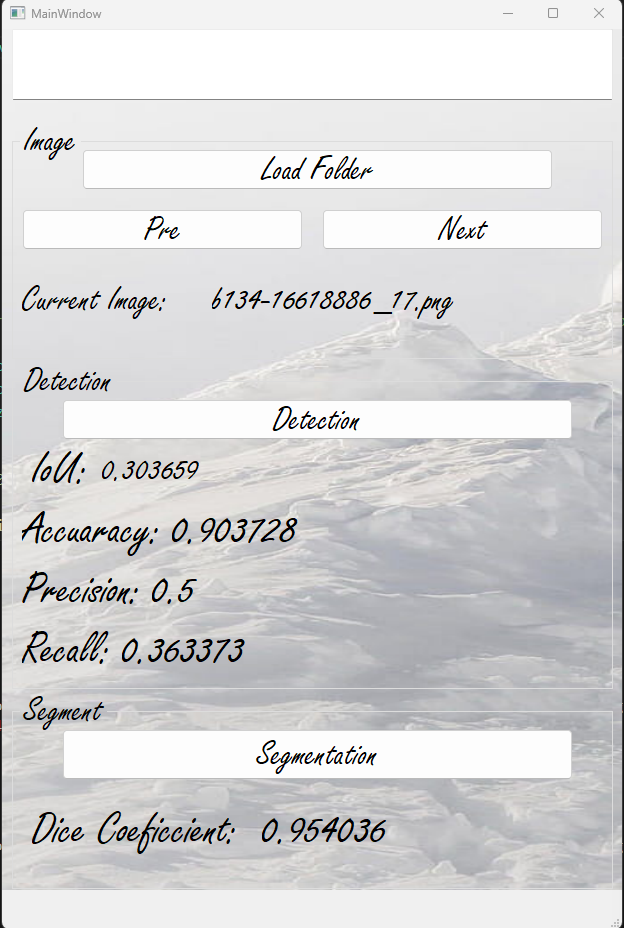 MainWindow
Image
Load Folder
Pre Next
Current Image: b134-16618886_17.png
Detection
Detection
IoU: 0.303659
Accuaracy: 0.903728
Precision: 0.5
Recall: 0.363373
Segment
Segmentation
Dice Coeficcient: 0.954036